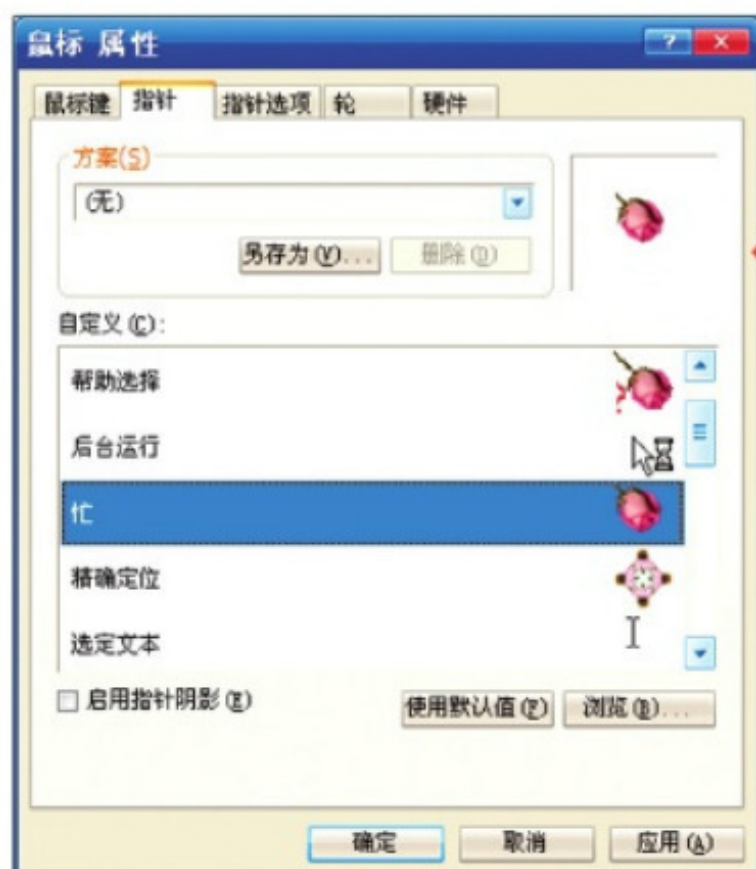 鼠标 属性
鼠标键 指针 指针选项 轮 硬件
方案(S)
(无)
另存为(V)... 删除(D)
自定义(C):
帮助选择
后台运行
忙
精确定位
选定文本
启用指针阴影(E)
使用默认值(F) 浏览(B)...
确定 取消 应用(A)